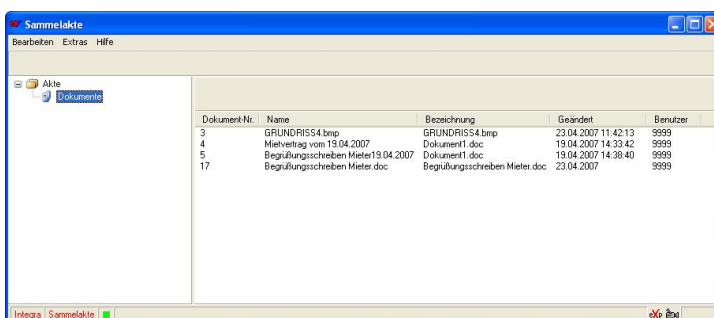 Sammelakte
Bearbeiten Extras Hilfe
Akte
Dokumente
Dokument-Nr. Name Bezeichnung Geändert Benutzer
3 GRUNDRISS4.bmp GRUNDRISS4.bmp 23.04.2007 11:42:13 9999
4 Mietvertrag vom 19.04.2007 Dokument1.doc 19.04.2007 14:33:42 9999
5 Begrüßungsschreiben Mieter19.04.2007 Dokument1.doc 19.04.2007 14:38:40 9999
17 Begrüßungsschreiben Mieter.doc Begrüßungsschreiben Mieter.doc 23.04.2007 9999
Integra Sammelakte